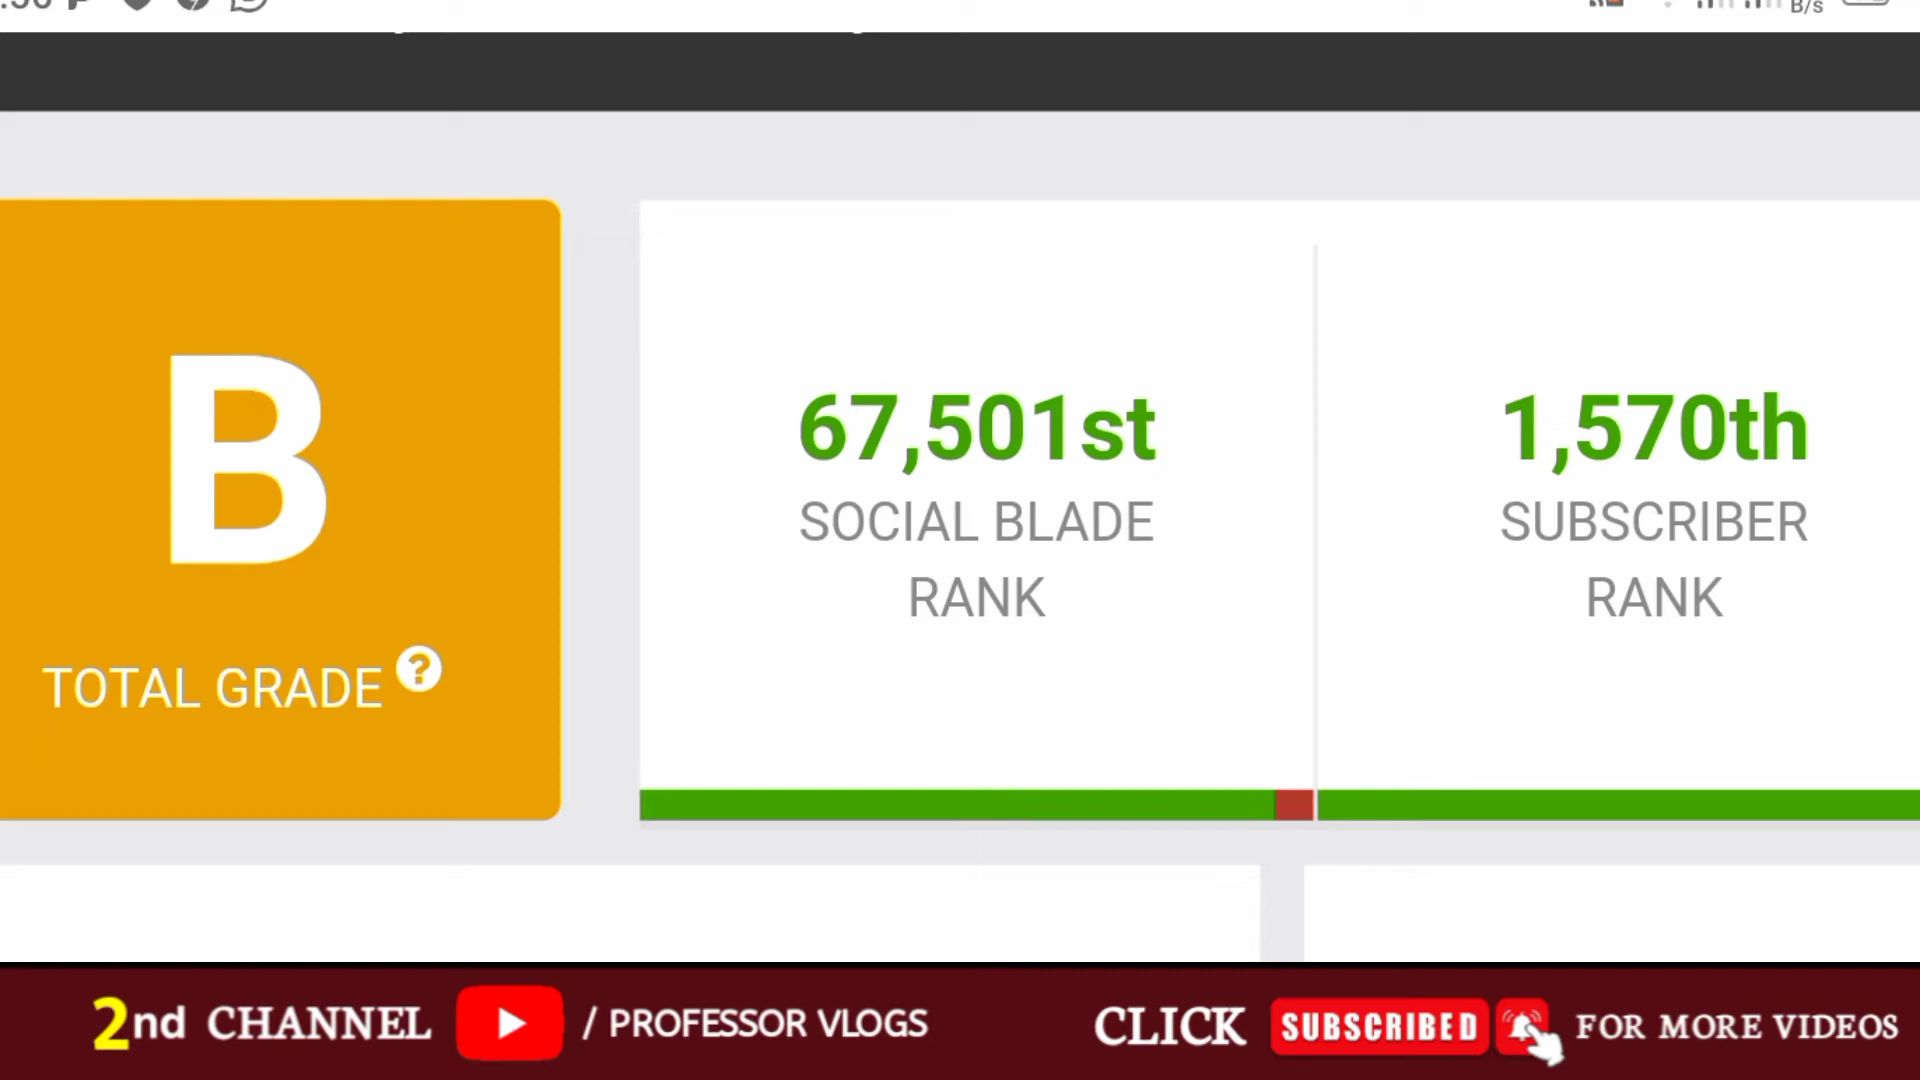 B/s
B
TOTAL GRADE ?
67,501st
SOCIAL BLADE
RANK
1,570th
SUBSCRIBER
RANK
2nd CHANNEL / PROFESSOR VLOGS
CLICK SUBSCRIBED FOR MORE VIDEOS